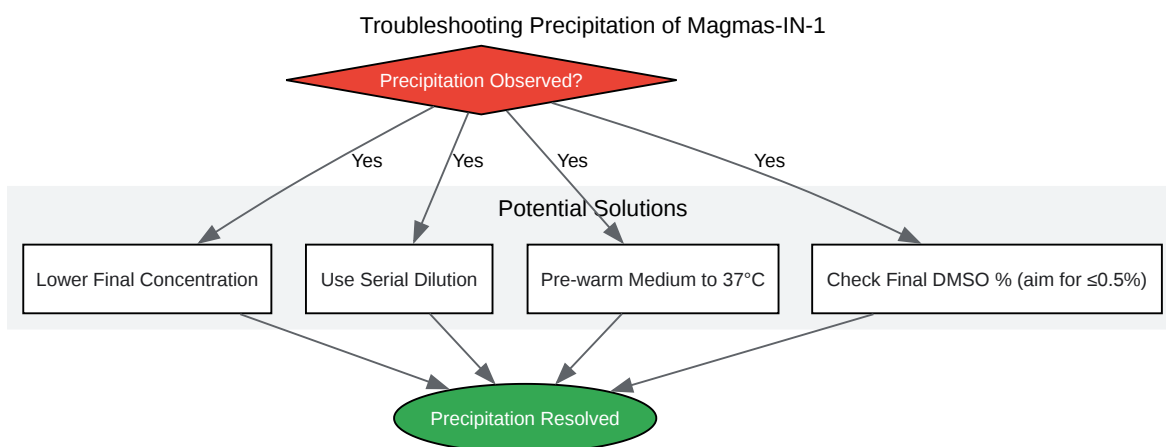 Troubleshooting Precipitation of Magmas-IN-1
Precipitation Observed?
Yes
Yes
Yes
Yes
Potential Solutions
Lower Final Concentration
Use Serial Dilution
Pre-warm Medium to 37°C
Check Final DMSO % (aim for ≤0.5%)
Precipitation Resolved